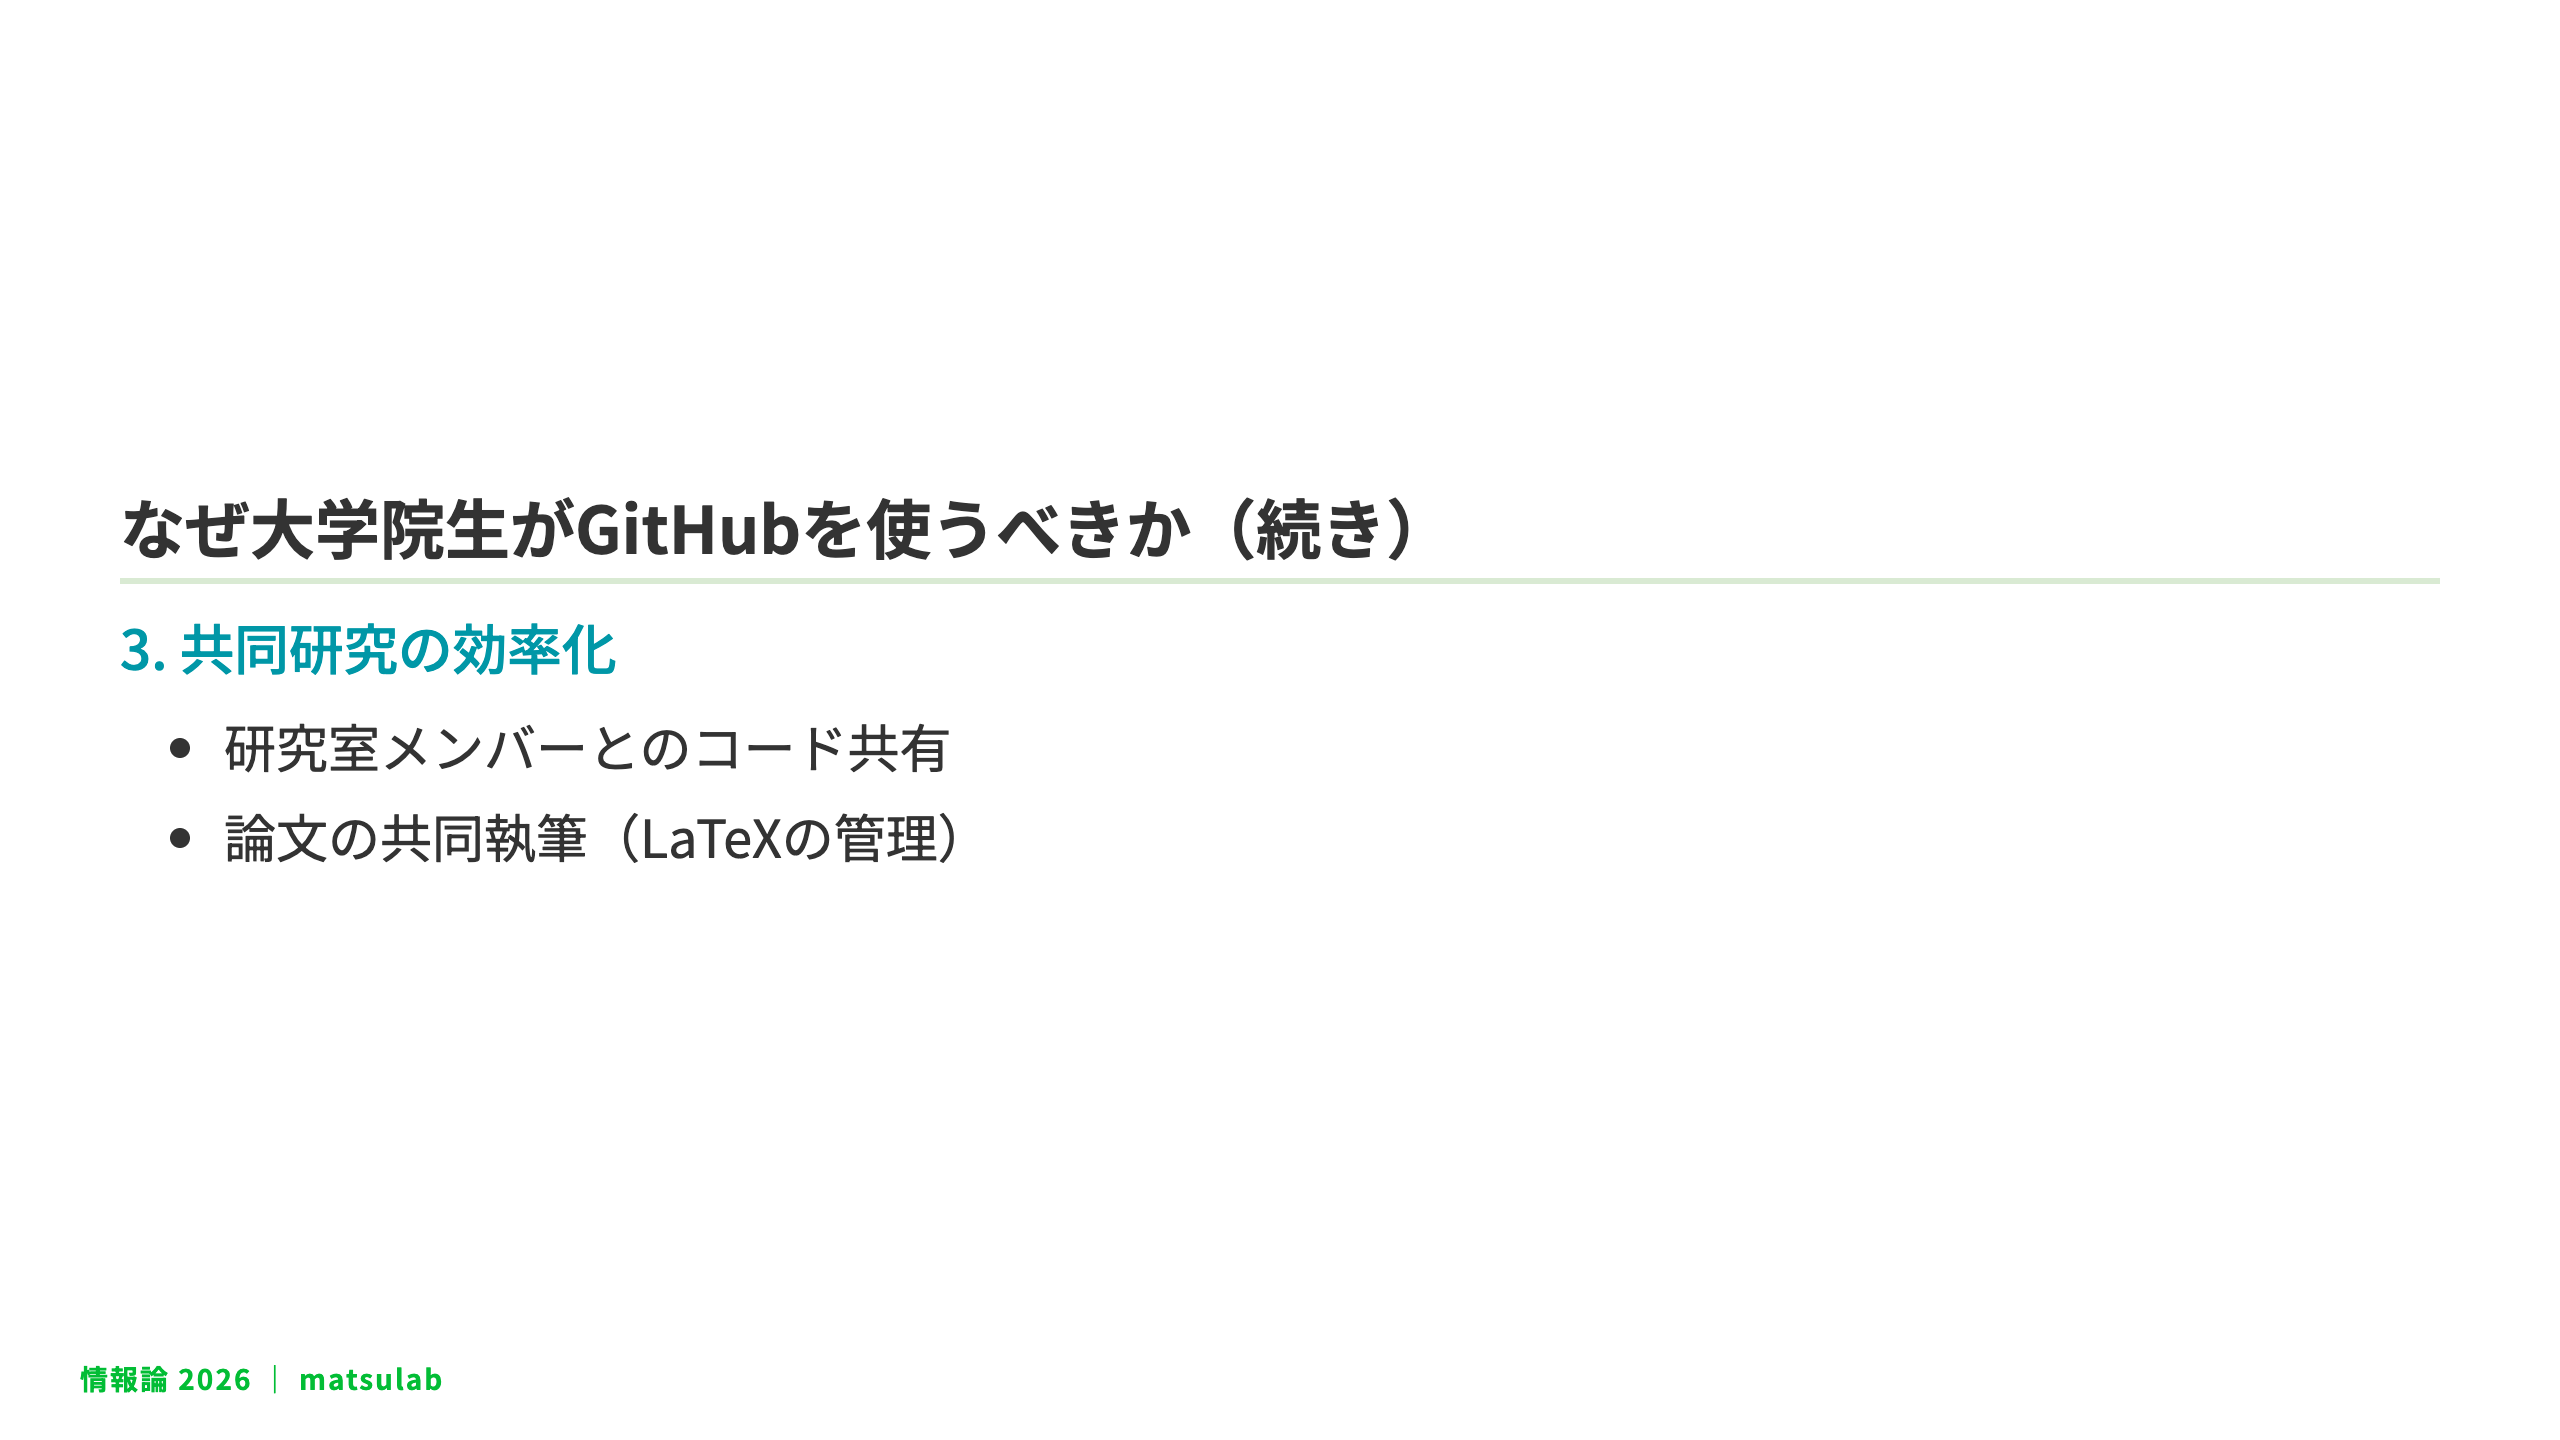 なぜ大学院生がGitHubを使うべきか（続き）
3. 共同研究の効率化
• 研究室メンバーとのコード共有
• 論文の共同執筆（LaTeXの管理）
情報論 2026 ｜ matsulab